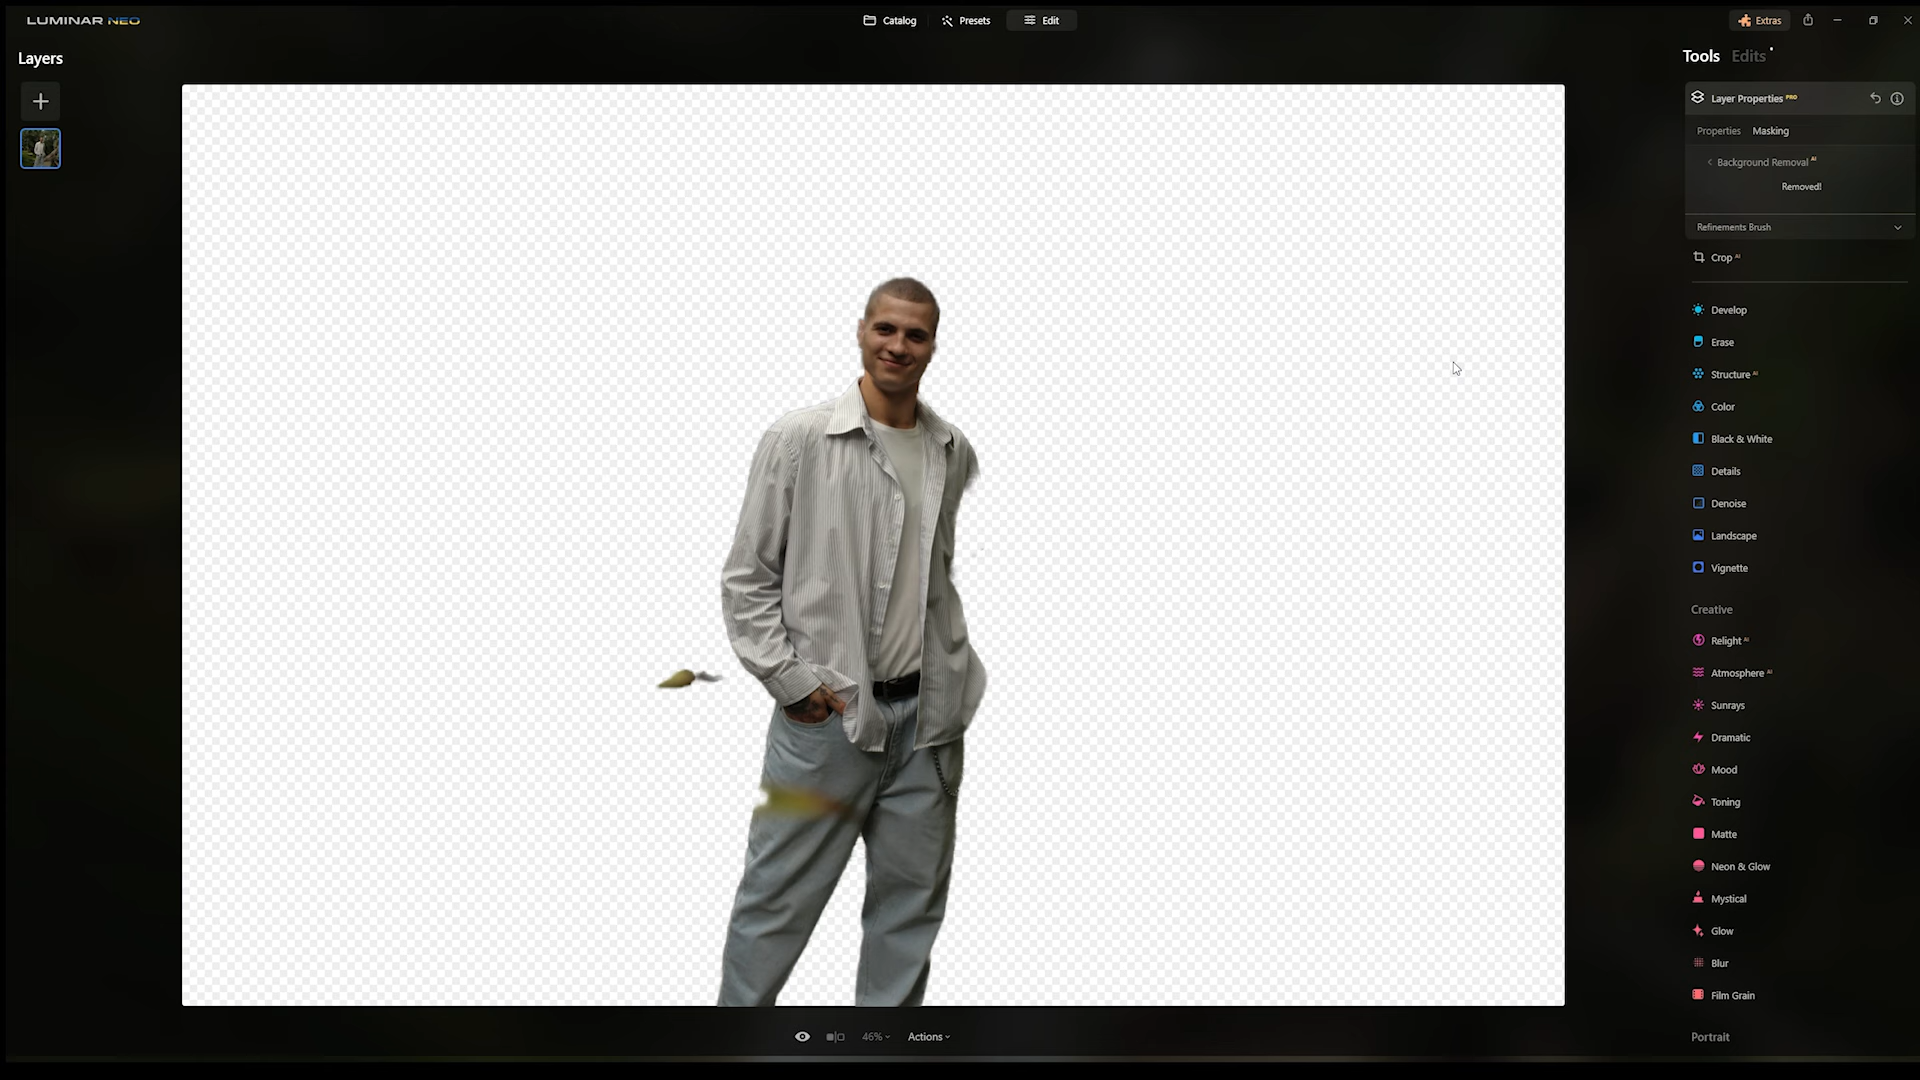 LUMINAR NEO
Catalog
Presets
Edit
Extras
Layers
Tools
Edits
Layer Properties PRO
Properties
Masking
Background Removal AI
Removed!
Refinements Brush
Crop AI
Develop
Erase
Structure AI
Color
Black & White
Details
Denoise
Landscape
Vignette
Creative
Relight AI
Atmosphere AI
Sunrays
Dramatic
Mood
Toning
Matte
Neon & Glow
Mystical
Glow
Blur
Film Grain
Portrait
46%
Actions